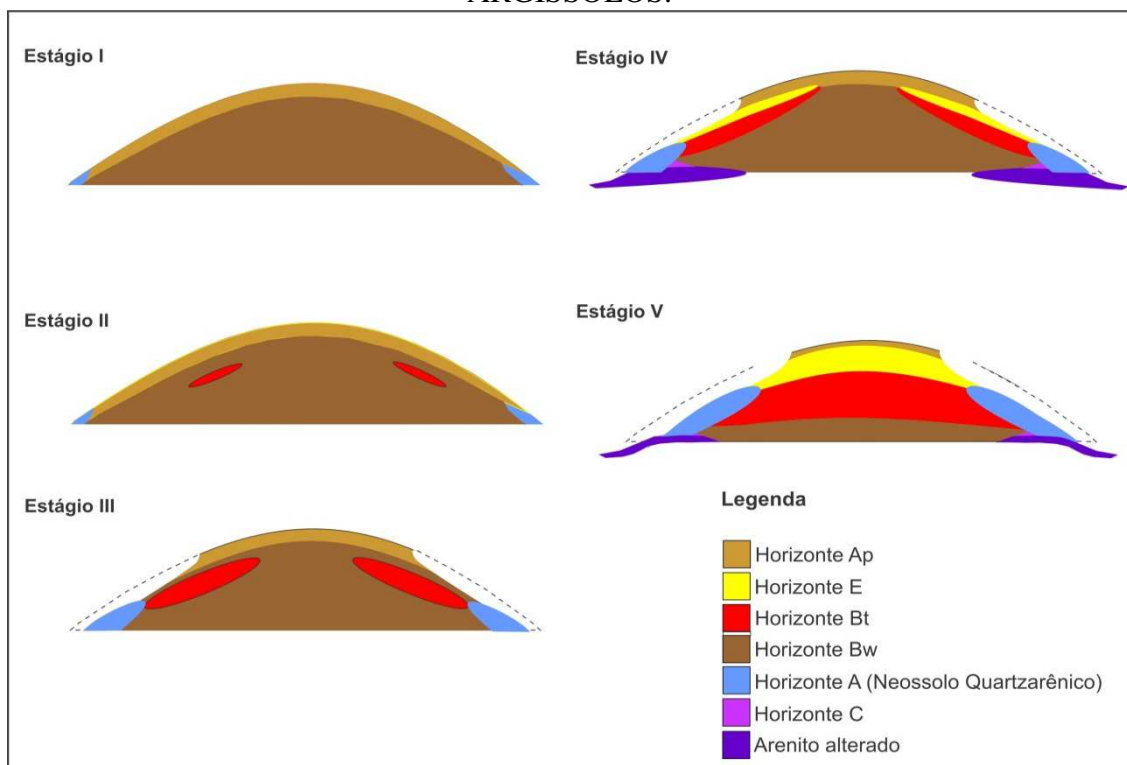 ARGISSOLOS.
Estágio I
Estágio II
Estágio III
Estágio IV
Estágio V
Legenda
Horizonte Ap
Horizonte E
Horizonte Bt
Horizonte Bw
Horizonte A (Neossolo Quartzarênico)
Horizonte C
Arenito alterado